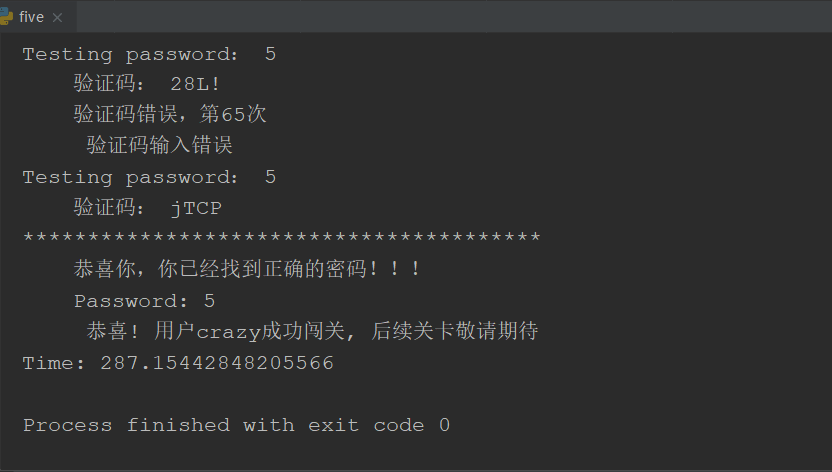 five
Testing password:  5
验证码： 28L!
验证码错误，第65次
验证码输入错误
Testing password:  5
验证码： jTCP
****************************************
恭喜你，你已经找到正确的密码！！！
Password: 5
恭喜! 用户crazy成功闯关, 后续关卡敬请期待
Time: 287.15442848205566
Process finished with exit code 0